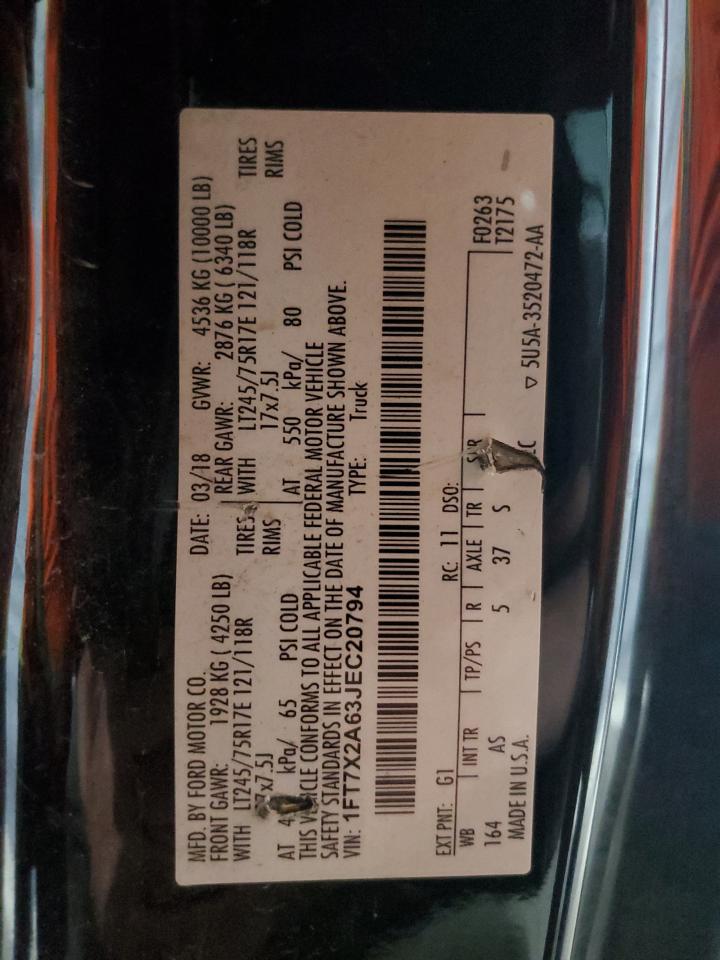 MFD. BY FORD MOTOR CO.
DATE: 03/18 GVWR: 4536 KG (10000 LB)
FRONT GAWR: 1928 KG ( 4250 LB) REAR GAWR: 2876 KG ( 6340 LB)
WITH LT245/75R17E 121/118R TIRES WITH LT245/75R17E 121/118R TIRES
x7.5J RIMS 17x7.5J RIMS
AT kPa/ 65 PSI COLD AT 550 kPa/ 80 PSI COLD
THIS VEHICLE CONFORMS TO ALL APPLICABLE FEDERAL MOTOR VEHICLE
SAFETY STANDARDS IN EFFECT ON THE DATE OF MANUFACTURE SHOWN ABOVE.
VIN: 1FT7X2A63JEC20794 TYPE: Truck
EXT PNT: G1 RC: 11 DSO: F0263
WB INT TR TP/PS R AXLE TR T2175
164 AS 5 37 S
MADE IN U.S.A. ▽ 5U5A-3520472-AA